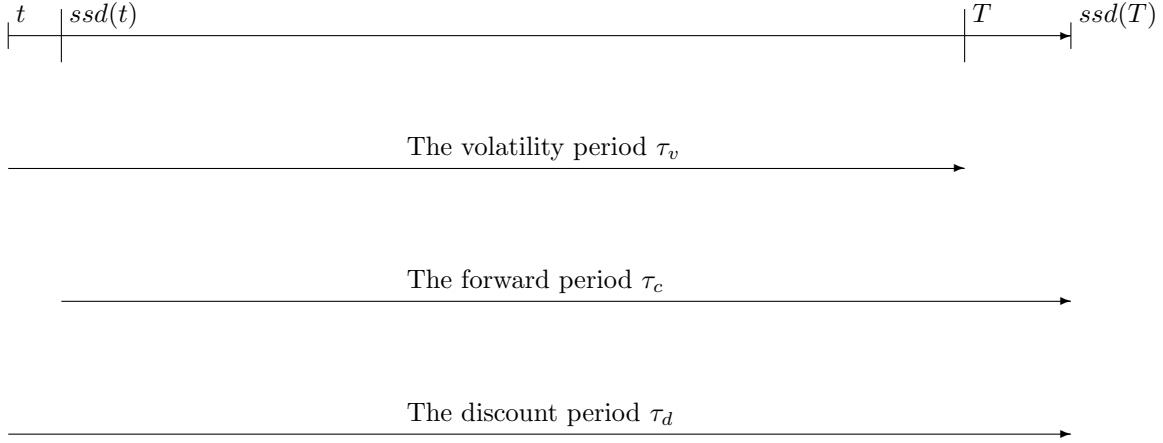 t ssd(t) T ssd(T)
The volatility period τ_v
The forward period τ_c
The discount period τ_d